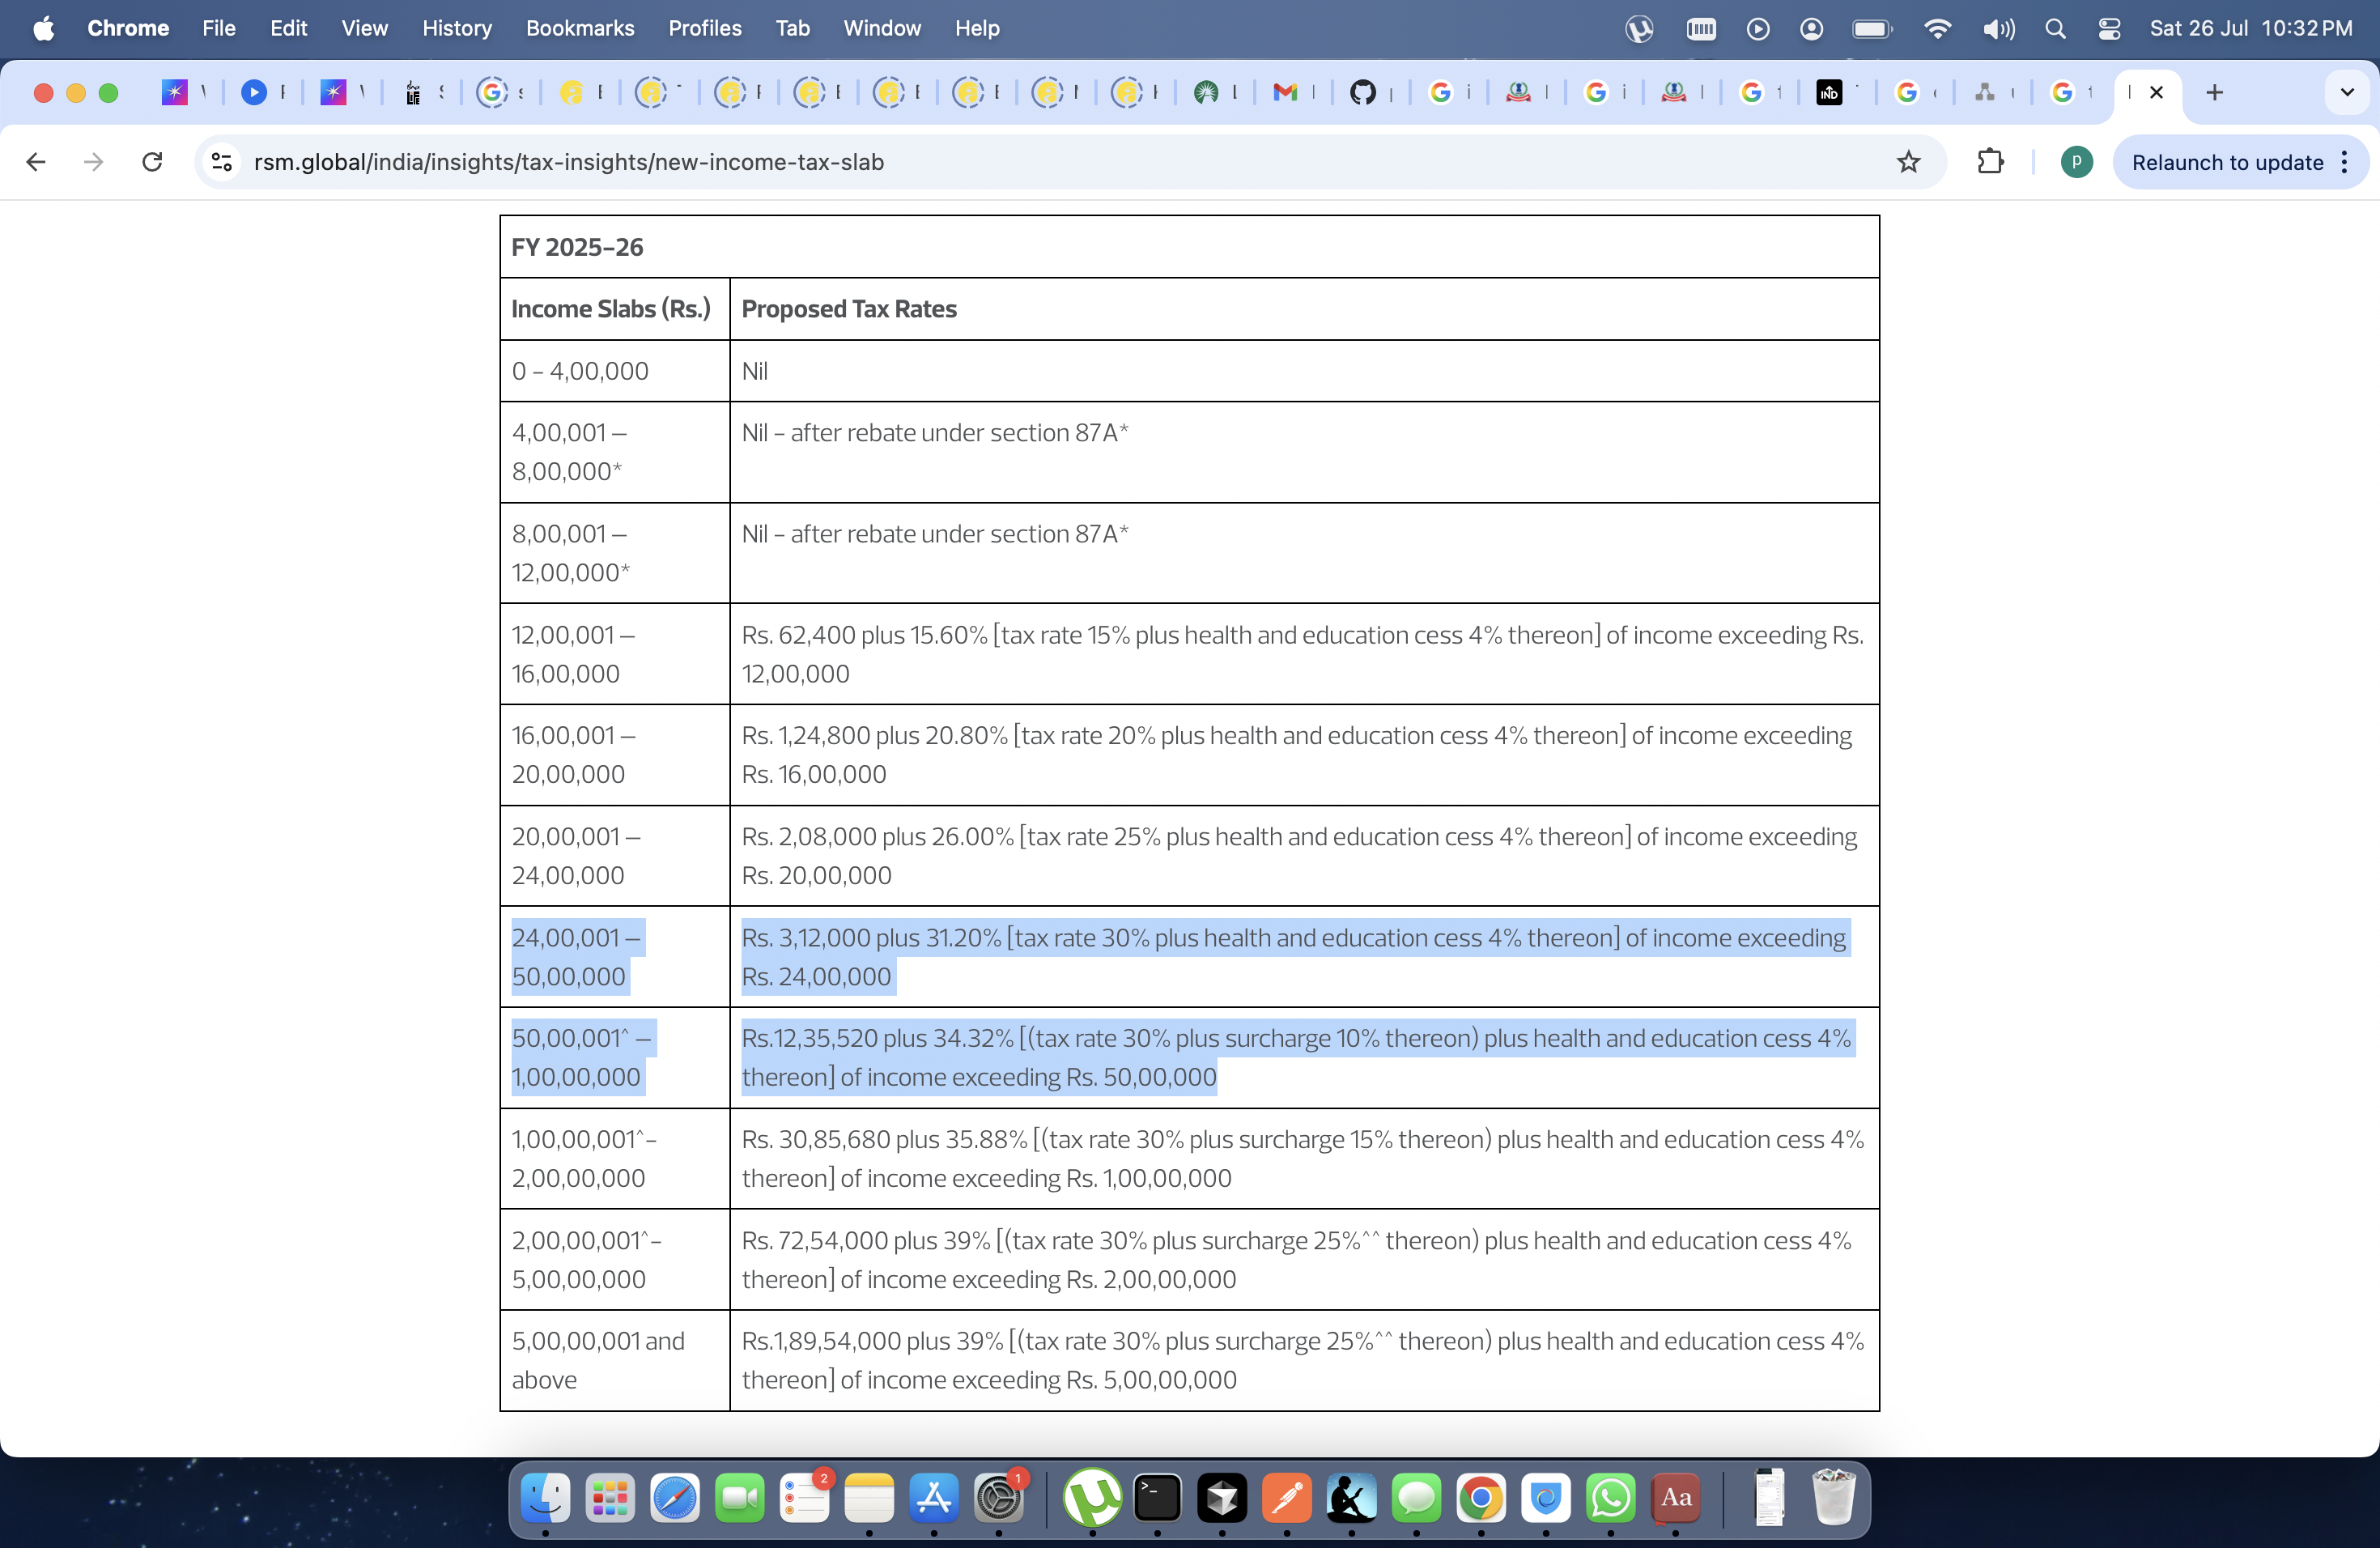 Chrome File Edit View History Bookmarks Profiles Tab Window Help Sat 26 Jul 10:32 PM
rsm.global/india/insights/tax-insights/new-income-tax-slab P Relaunch to update
FY 2025–26
Income Slabs (Rs.) Proposed Tax Rates
0 – 4,00,000 Nil
4,00,001 – Nil – after rebate under section 87A*
8,00,000*
8,00,001 – Nil – after rebate under section 87A*
12,00,000*
12,00,001 – Rs. 62,400 plus 15.60% [tax rate 15% plus health and education cess 4% thereon] of income exceeding Rs.
16,00,000 12,00,000
16,00,001 – Rs. 1,24,800 plus 20.80% [tax rate 20% plus health and education cess 4% thereon] of income exceeding
20,00,000 Rs. 16,00,000
20,00,001 – Rs. 2,08,000 plus 26.00% [tax rate 25% plus health and education cess 4% thereon] of income exceeding
24,00,000 Rs. 20,00,000
24,00,001 – Rs. 3,12,000 plus 31.20% [tax rate 30% plus health and education cess 4% thereon] of income exceeding
50,00,000 Rs. 24,00,000
50,00,001^ – Rs.12,35,520 plus 34.32% [(tax rate 30% plus surcharge 10% thereon) plus health and education cess 4%
1,00,00,000 thereon] of income exceeding Rs. 50,00,000
1,00,00,001^– Rs. 30,85,680 plus 35.88% [(tax rate 30% plus surcharge 15% thereon) plus health and education cess 4%
2,00,00,000 thereon] of income exceeding Rs. 1,00,00,000
2,00,00,001^– Rs. 72,54,000 plus 39% [(tax rate 30% plus surcharge 25%^^ thereon) plus health and education cess 4%
5,00,00,000 thereon] of income exceeding Rs. 2,00,00,000
5,00,00,001 and Rs.1,89,54,000 plus 39% [(tax rate 30% plus surcharge 25%^^ thereon) plus health and education cess 4%
above thereon] of income exceeding Rs. 5,00,00,000
2 1 Aa